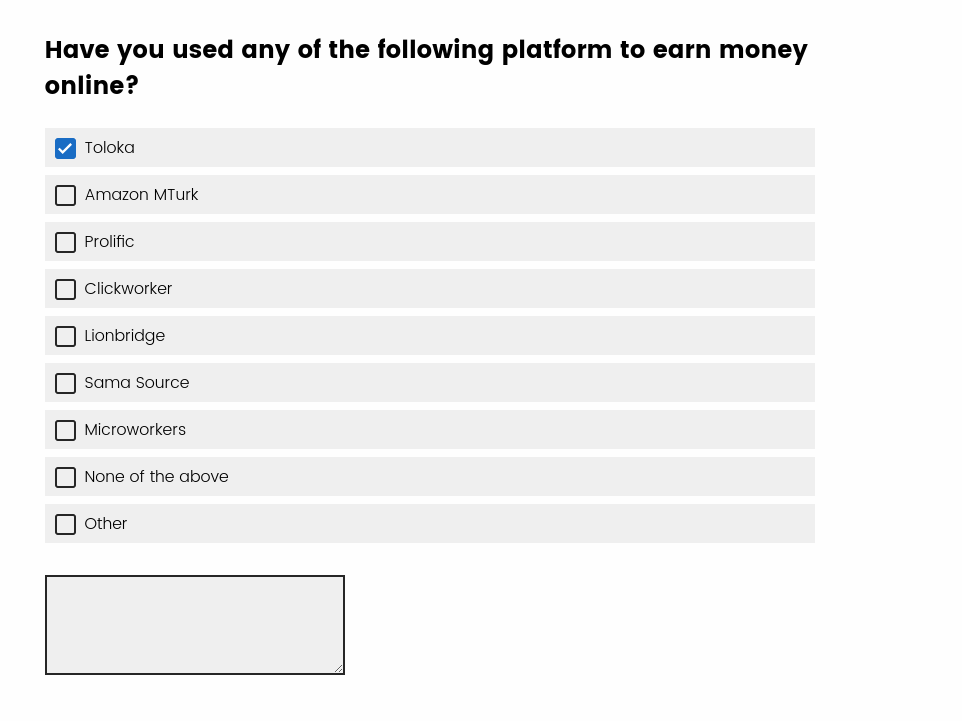 Have you used any of the following platform to earn money
online?
Toloka
Amazon MTurk
Prolific
Clickworker
Lionbridge
Sama Source
Microworkers
None of the above
Other